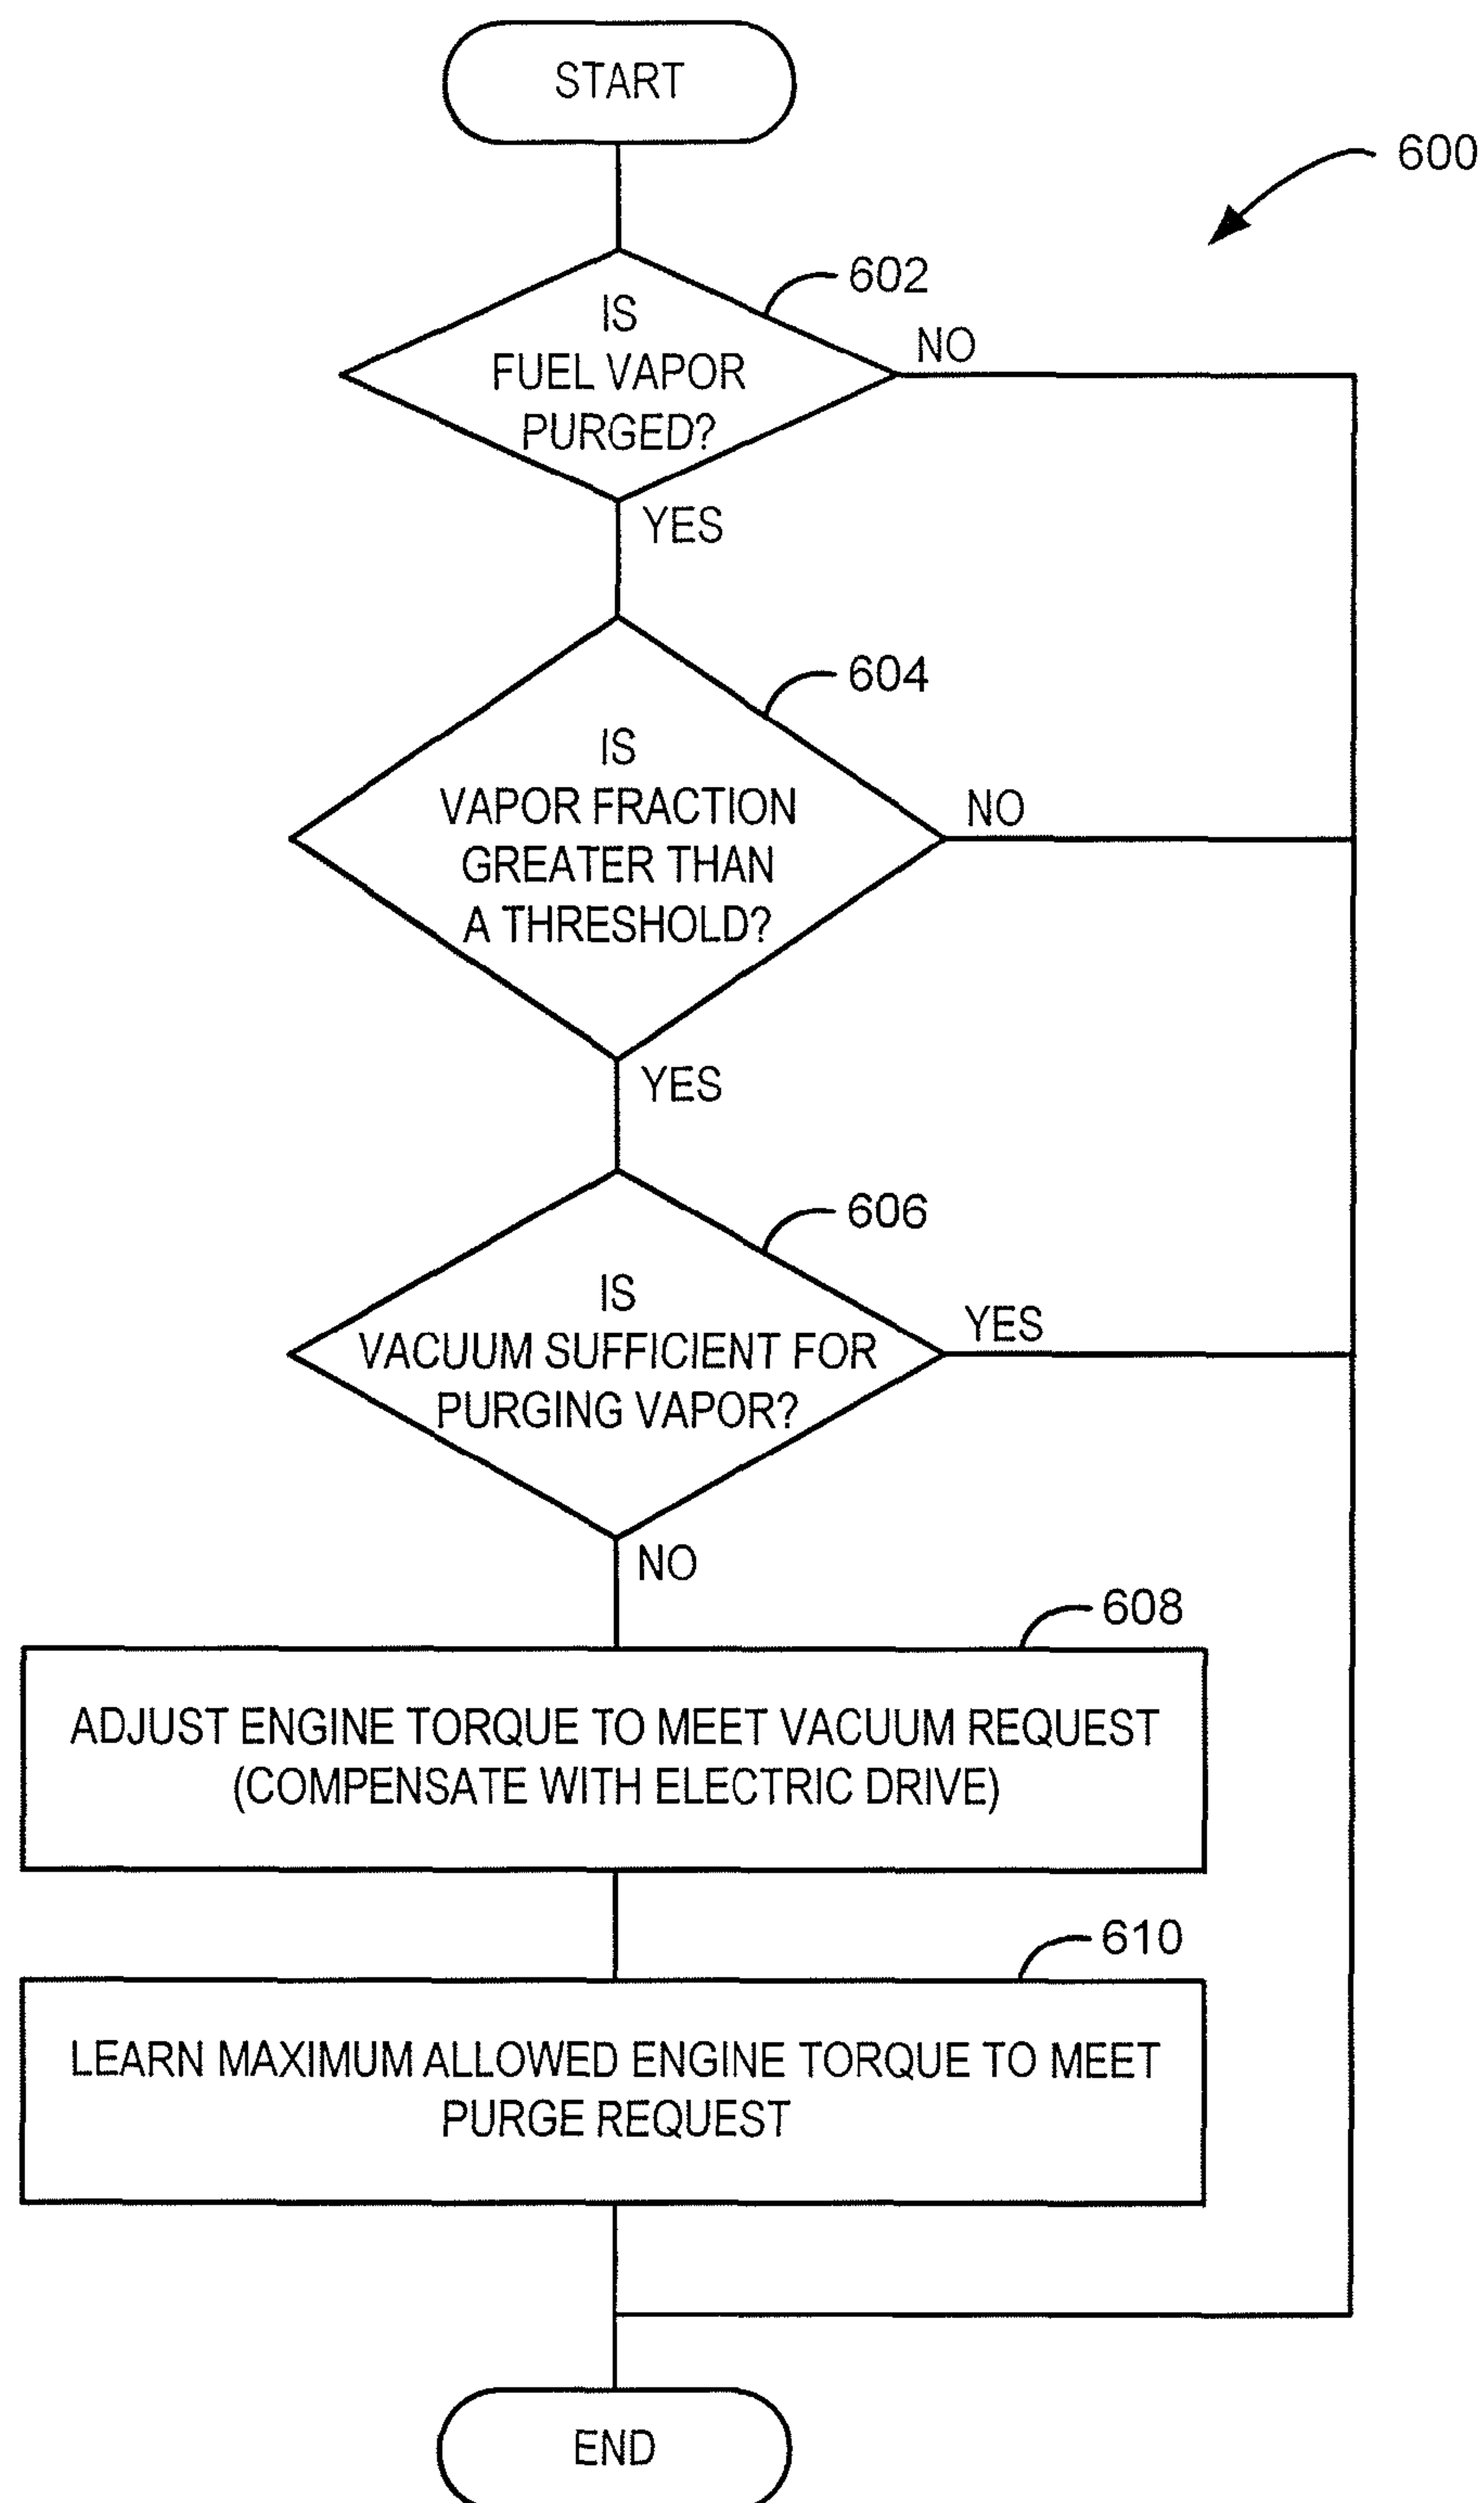 START
600
602
IS
FUEL VAPOR
PURGED?
NO
YES
604
IS
VAPOR FRACTION
GREATER THAN
A THRESHOLD?
NO
YES
606
IS
VACUUM SUFFICIENT FOR
PURGING VAPOR?
YES
NO
608
ADJUST ENGINE TORQUE TO MEET VACUUM REQUEST
(COMPENSATE WITH ELECTRIC DRIVE)
610
LEARN MAXIMUM ALLOWED ENGINE TORQUE TO MEET
PURGE REQUEST
END